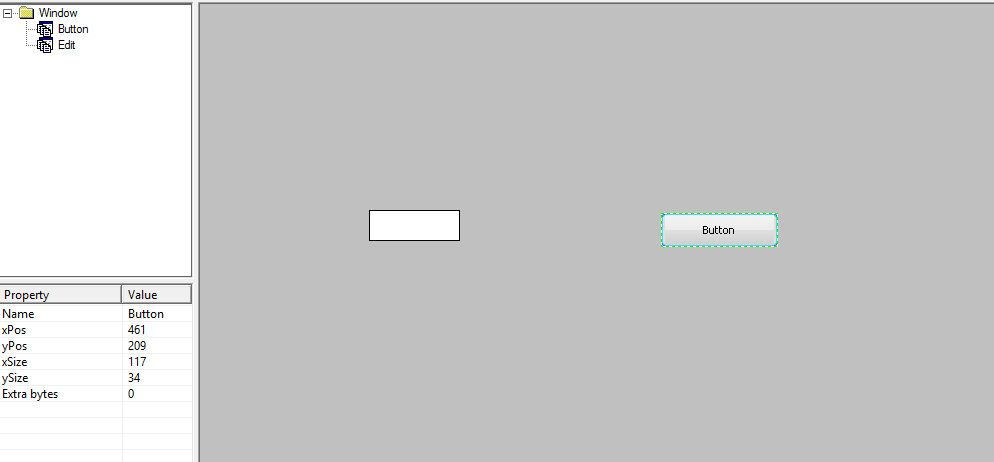 Window
Button
Edit
Property Value
Name Button
xPos 461
yPos 209
xSize 117
ySize 34
Extra bytes 0
Button